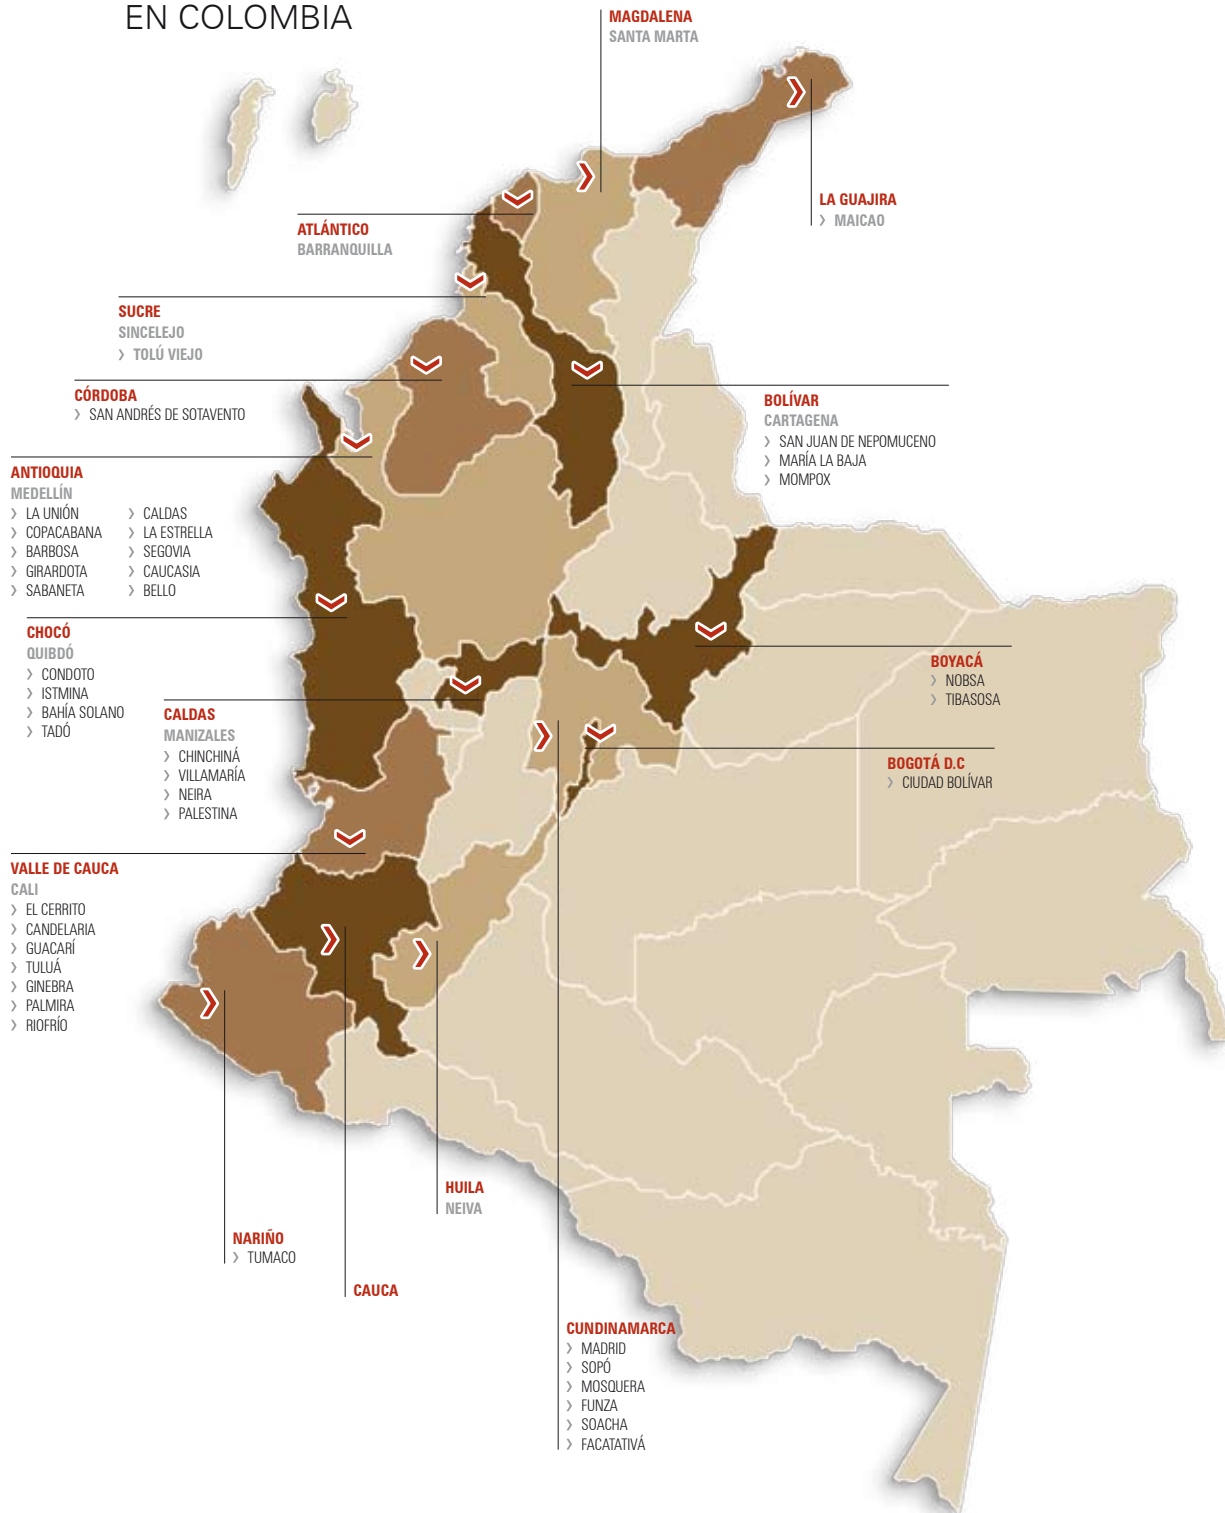 EN COLOMBIA
MAGDALENA
SANTA MARTA
LA GUAJIRA
› MAICAO
ATLÁNTICO
BARRANQUILLA
SUCRE
SINCELEJO
› TOLÚ VIEJO
CÓRDOBA
› SAN ANDRÉS DE SOTAVENTO
BOLÍVAR
CARTAGENA
› SAN JUAN DE NEPOMUCENO
› MARÍA LA BAJA
› MOMPOX
ANTIOQUIA
MEDELLÍN
› LA UNIÓN
› COPACABANA
› BARBOSA
› GIRARDOTA
› SABANETA
› CALDAS
› LA ESTRELLA
› SEGOVIA
› CAUCASIA
› BELLO
CHOCÓ
QUIBDÓ
› CONDOTO
› ISTMINA
› BAHÍA SOLANO
› TADÓ
BOYACÁ
› NOBSA
› TIBASOSA
CALDAS
MANIZALES
› CHINCHINÁ
› VILLAMARÍA
› NEIRA
› PALESTINA
BOGOTÁ D.C
› CIUDAD BOLÍVAR
VALLE DE CAUCA
CALI
› EL CERRITO
› CANDELARIA
› GUACARÍ
› TULUÁ
› GINEBRA
› PALMIRA
› RIOFRÍO
HUILA
NEIVA
NARIÑO
› TUMACO
CAUCA
CUNDINAMARCA
› MADRID
› SOPÓ
› MOSQUERA
› FUNZA
› SOACHA
› FACATATIVÁ